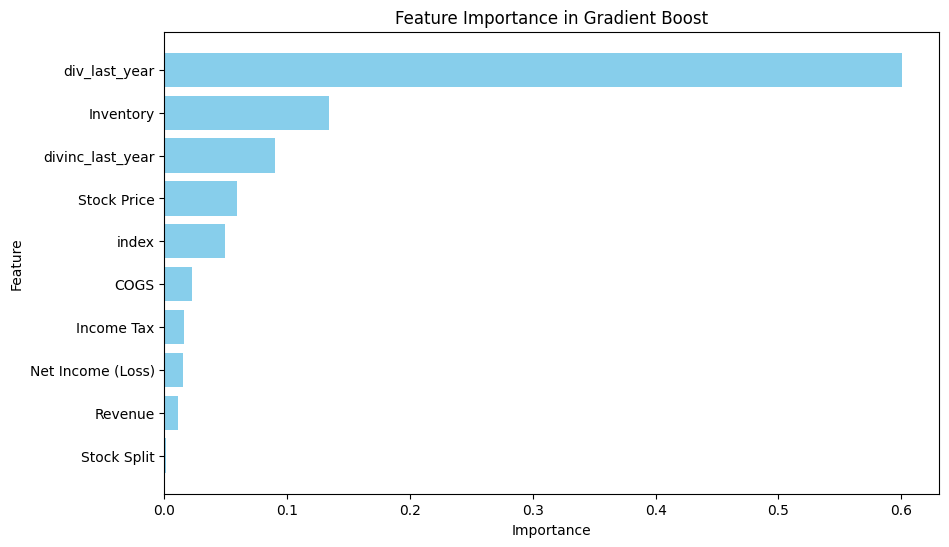 Feature Importance in Gradient Boost
Feature
div_last_year
Inventory
divinc_last_year
Stock Price
index
COGS
Income Tax
Net Income (Loss)
Revenue
Stock Split
0.0 0.1 0.2 0.3 0.4 0.5 0.6
Importance